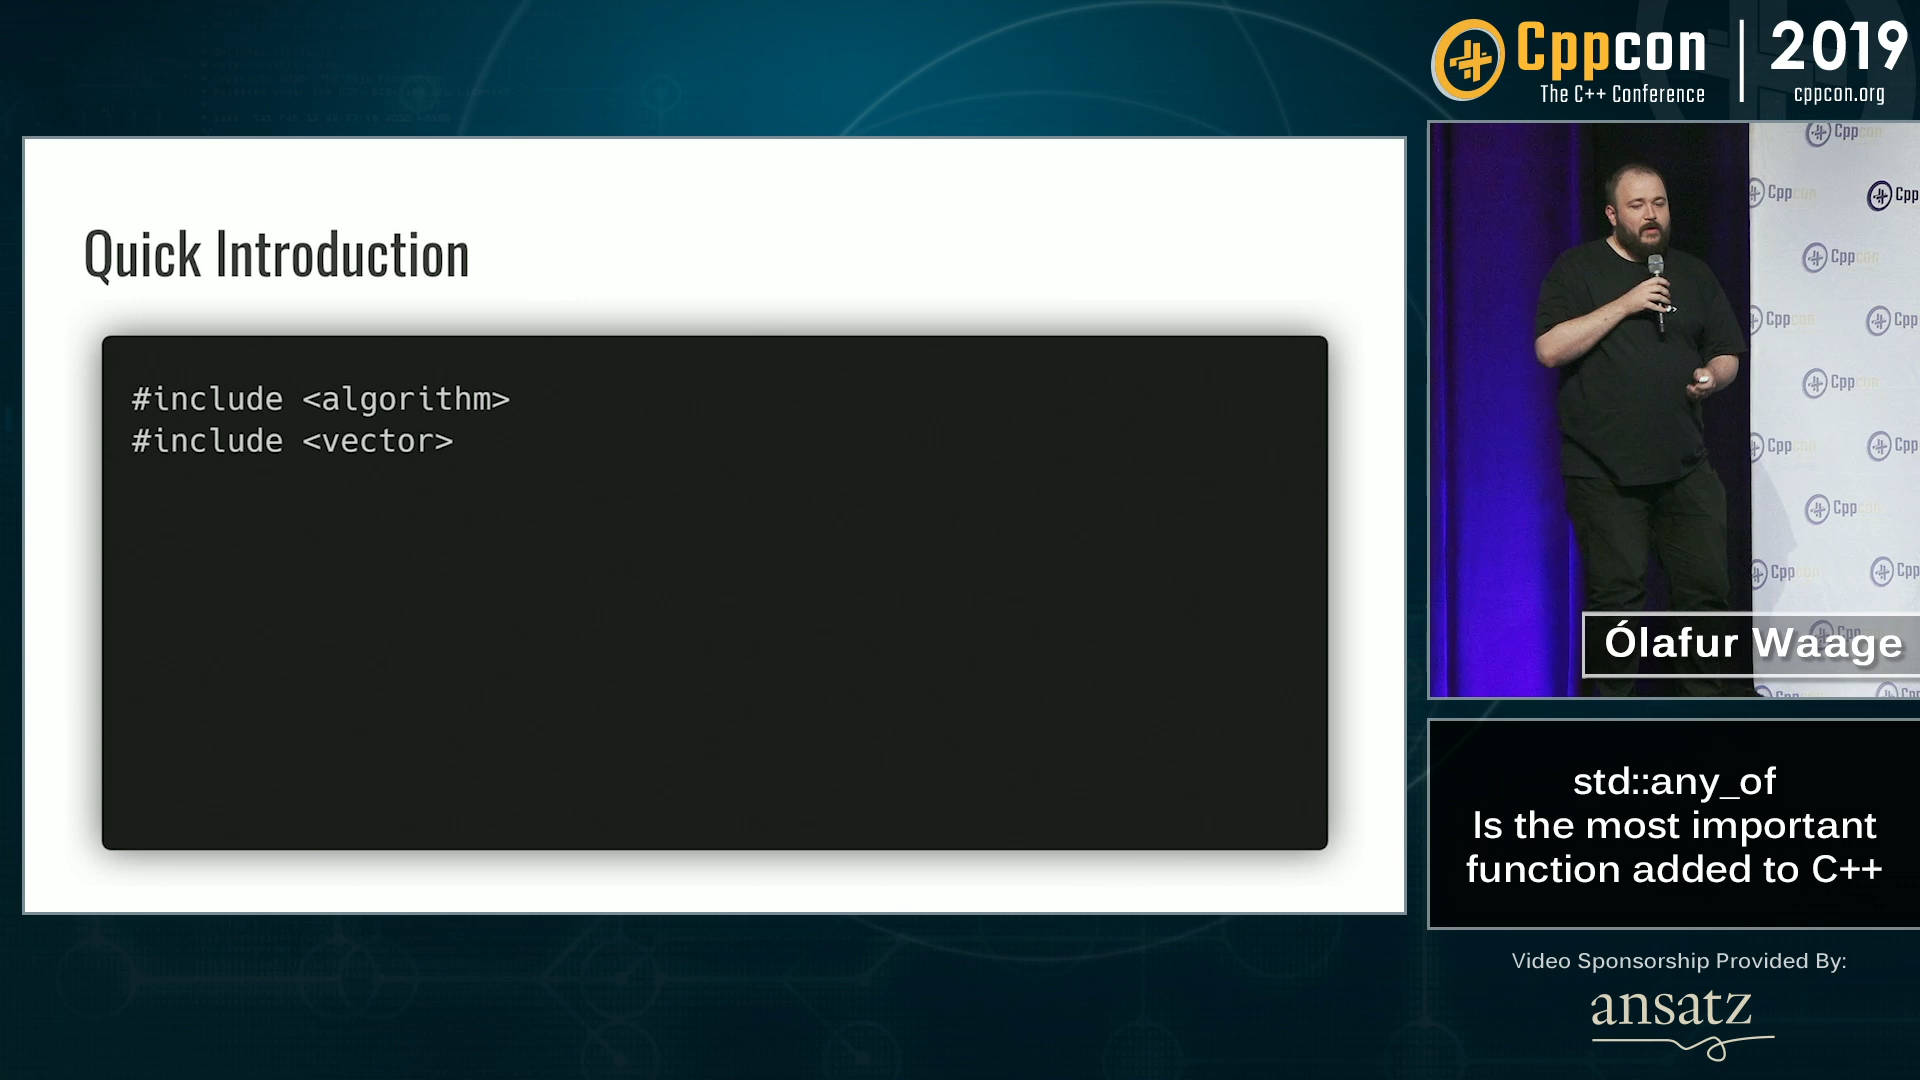 Cppcon
The C++ Conference
2019
cppcon.org
Quick Introduction
#include <algorithm>
#include <vector>
Ólafur Waage
std::any_of
Is the most important
function added to C++
Video Sponsorship Provided By:
ansatz